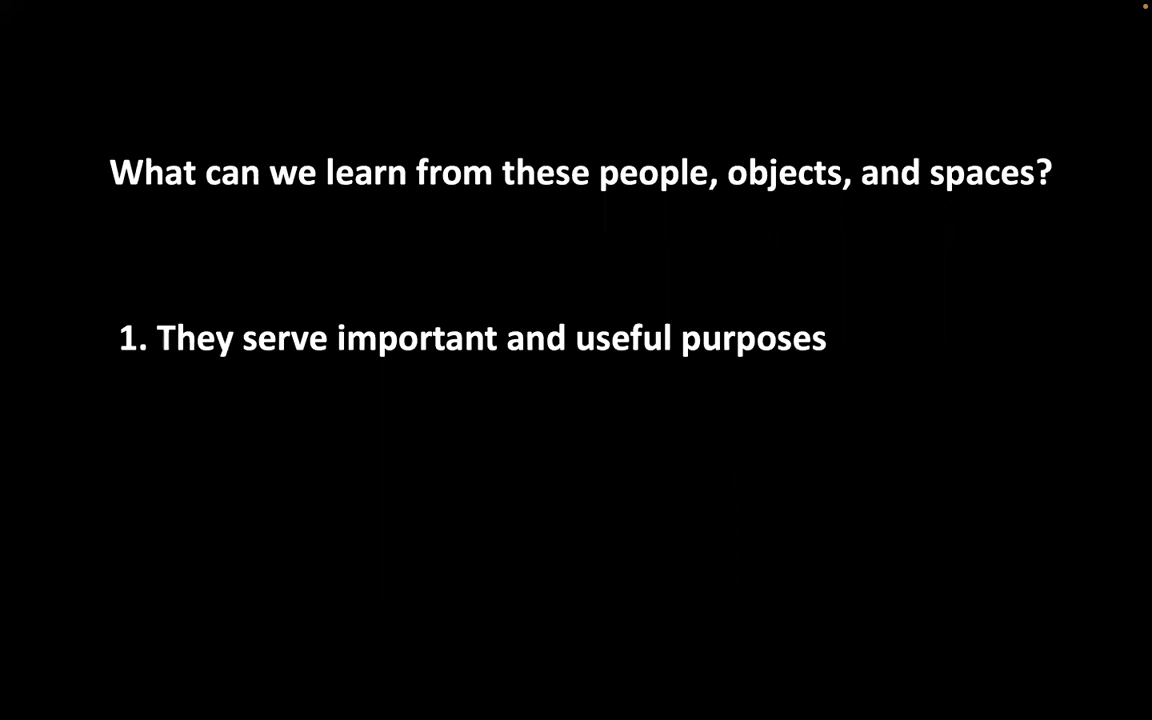 What can we learn from these people, objects, and spaces?
1. They serve important and useful purposes